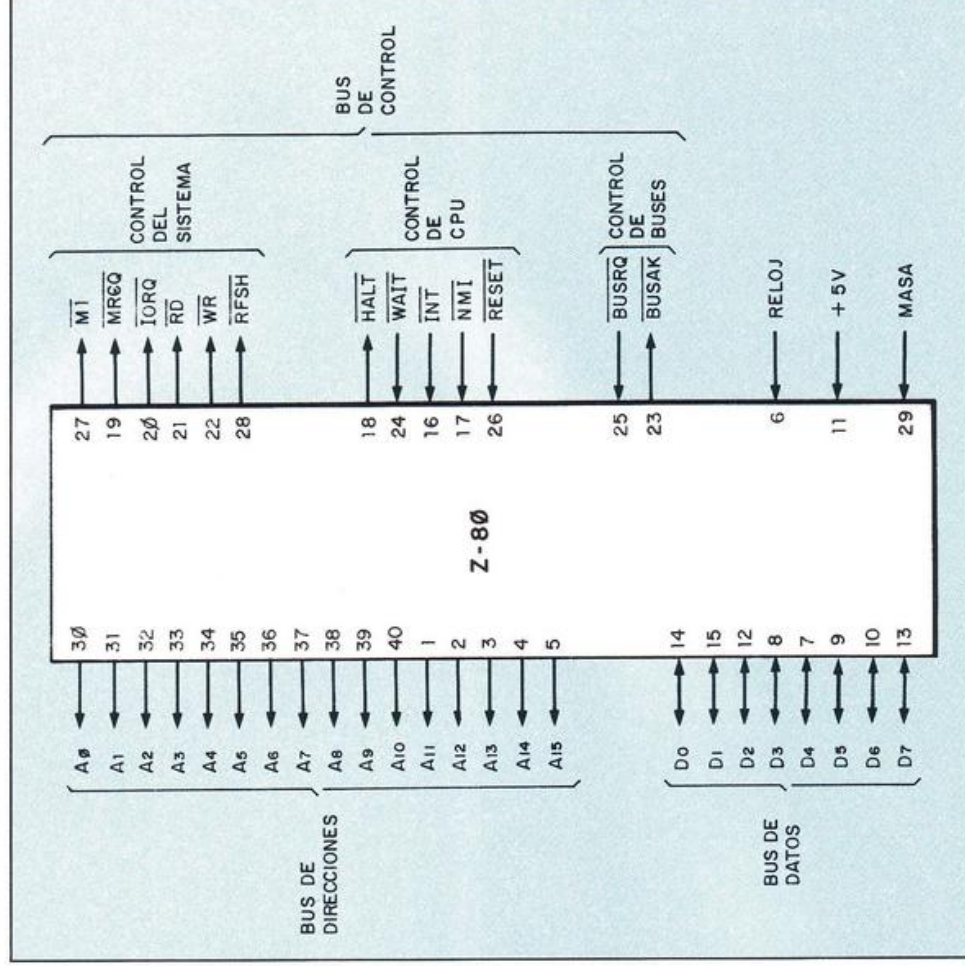 BUS DE
DIRECCIONES
A0
A1
A2
A3
A4
A5
A6
A7
A8
A9
A10
A11
A12
A13
A14
A15
30
31
32
33
34
35
36
37
38
39
40
1
2
3
4
5
BUS DE
DATOS
D0
D1
D2
D3
D4
D5
D6
D7
14
15
12
8
7
9
10
13
Z-80
27
19
20
21
22
28
M1
MREQ
IORQ
RD
WR
RFSH
CONTROL
DEL
SISTEMA
18
24
16
17
26
HALT
WAIT
INT
NMI
RESET
CONTROL
DE
CPU
25
23
BUSRQ
BUSAK
CONTROL
DE
BUSES
BUS
DE
CONTROL
6
RELOJ
11
+5V
29
MASA